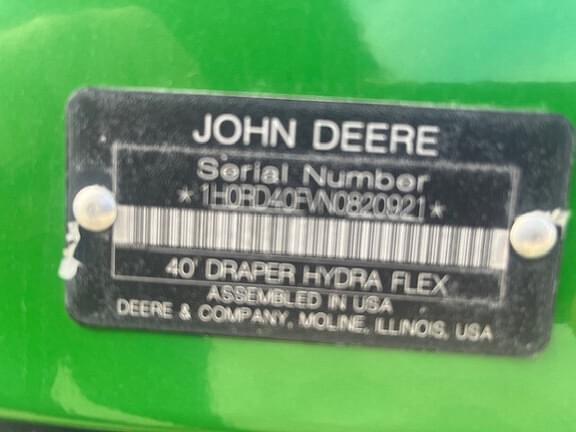 JOHN DEERE
Serial Number
*1H0RD40FVN0820921*
40' DRAPER HYDRA FLEX
ASSEMBLED IN USA
DEERE & COMPANY, MOLINE, ILLINOIS, USA